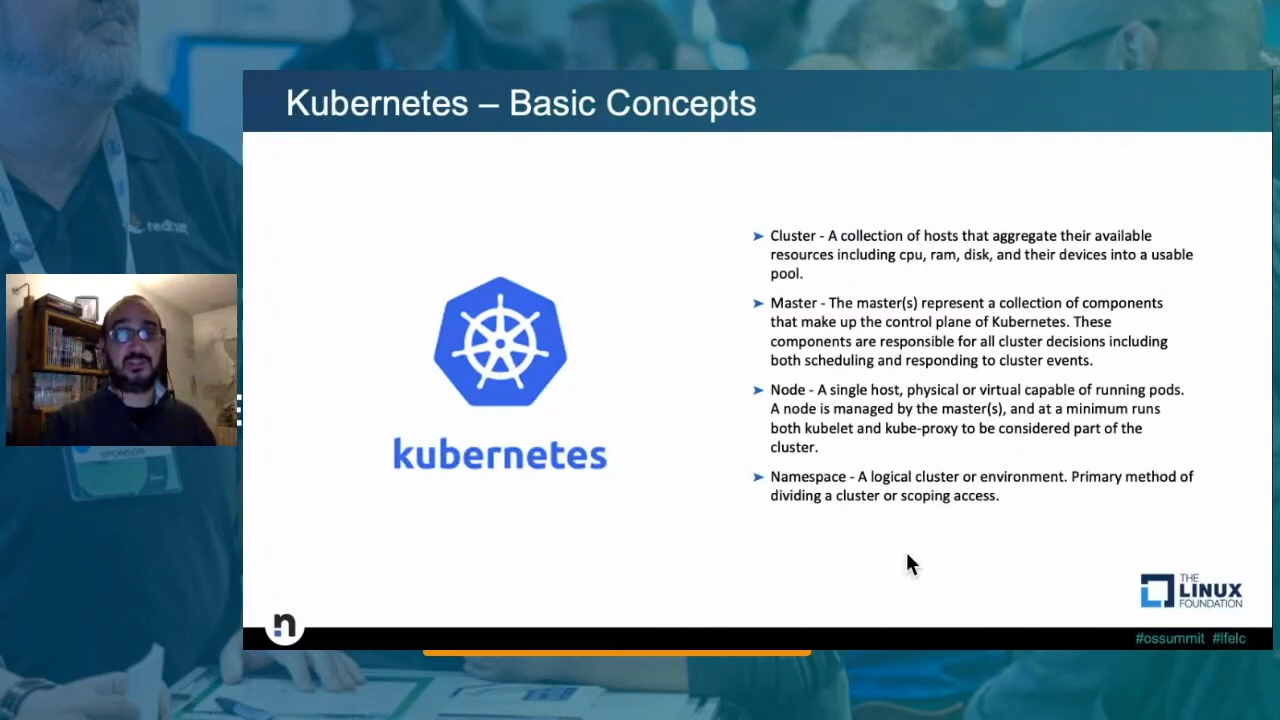 Kubernetes – Basic Concepts
redhat
➤ Cluster - A collection of hosts that aggregate their available
resources including cpu, ram, disk, and their devices into a usable
pool.
➤ Master - The master(s) represent a collection of components
that make up the control plane of Kubernetes. These
components are responsible for all cluster decisions including
both scheduling and responding to cluster events.
➤ Node - A single host, physical or virtual capable of running pods.
A node is managed by the master(s), and at a minimum runs
both kubelet and kube-proxy to be considered part of the
cluster.
➤ Namespace - A logical cluster or environment. Primary method of
dividing a cluster or scoping access.
kubernetes
SPONSOR
THE
LINUX
FOUNDATION
n
#ossummit #lfelc